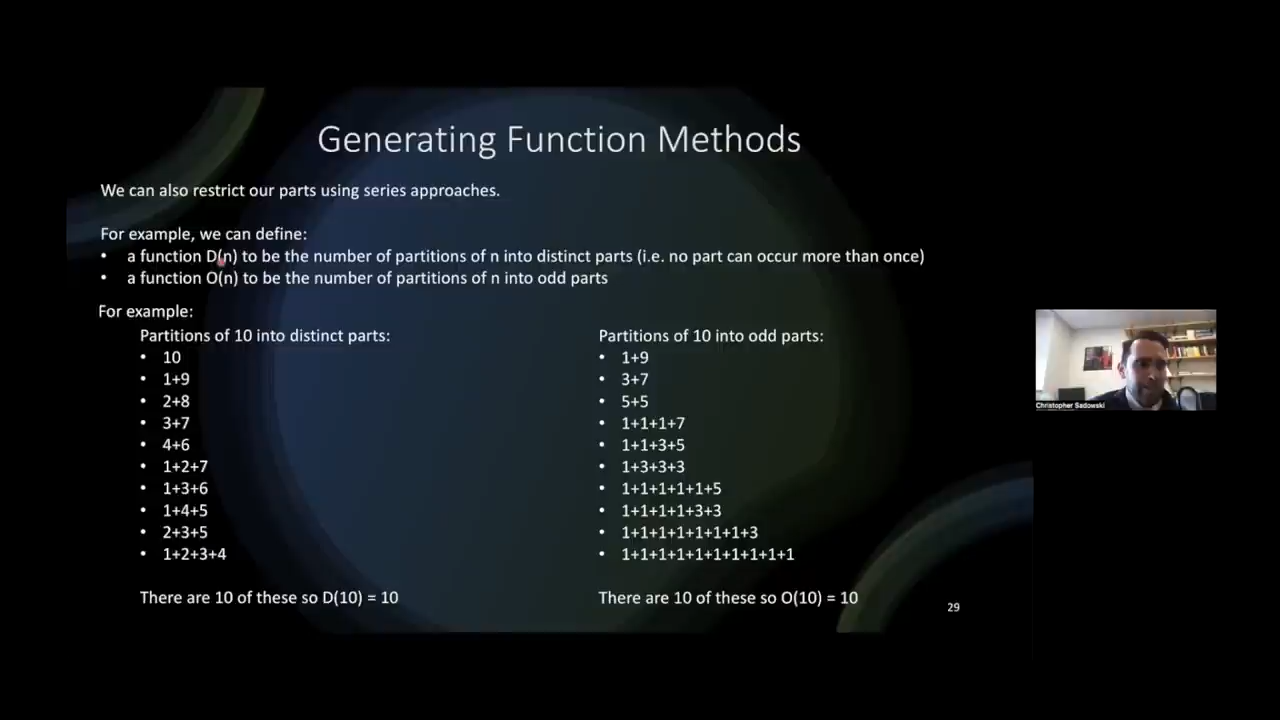 Generating Function Methods
We can also restrict our parts using series approaches.
For example, we can define:
• a function D(n) to be the number of partitions of n into distinct parts (i.e. no part can occur more than once)
• a function O(n) to be the number of partitions of n into odd parts
For example:
Partitions of 10 into distinct parts:
• 10
• 1+9
• 2+8
• 3+7
• 4+6
• 1+2+7
• 1+3+6
• 1+4+5
• 2+3+5
• 1+2+3+4
There are 10 of these so D(10) = 10
Partitions of 10 into odd parts:
• 1+9
• 3+7
• 5+5
• 1+1+1+7
• 1+1+3+5
• 1+3+3+3
• 1+1+1+1+1+5
• 1+1+1+1+3+3
• 1+1+1+1+1+1+1+3
• 1+1+1+1+1+1+1+1+1+1
There are 10 of these so O(10) = 10
29
Christopher Sadowski